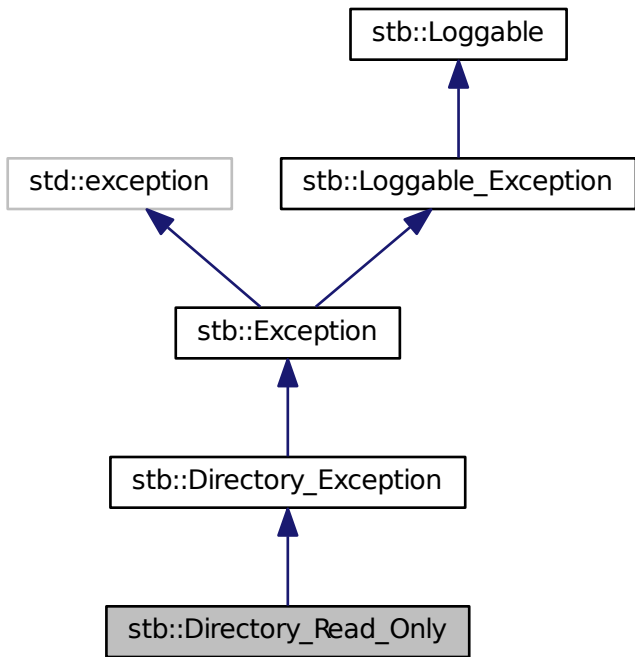 stb::Loggable
std::exception
stb::Loggable_Exception
stb::Exception
stb::Directory_Exception
stb::Directory_Read_Only